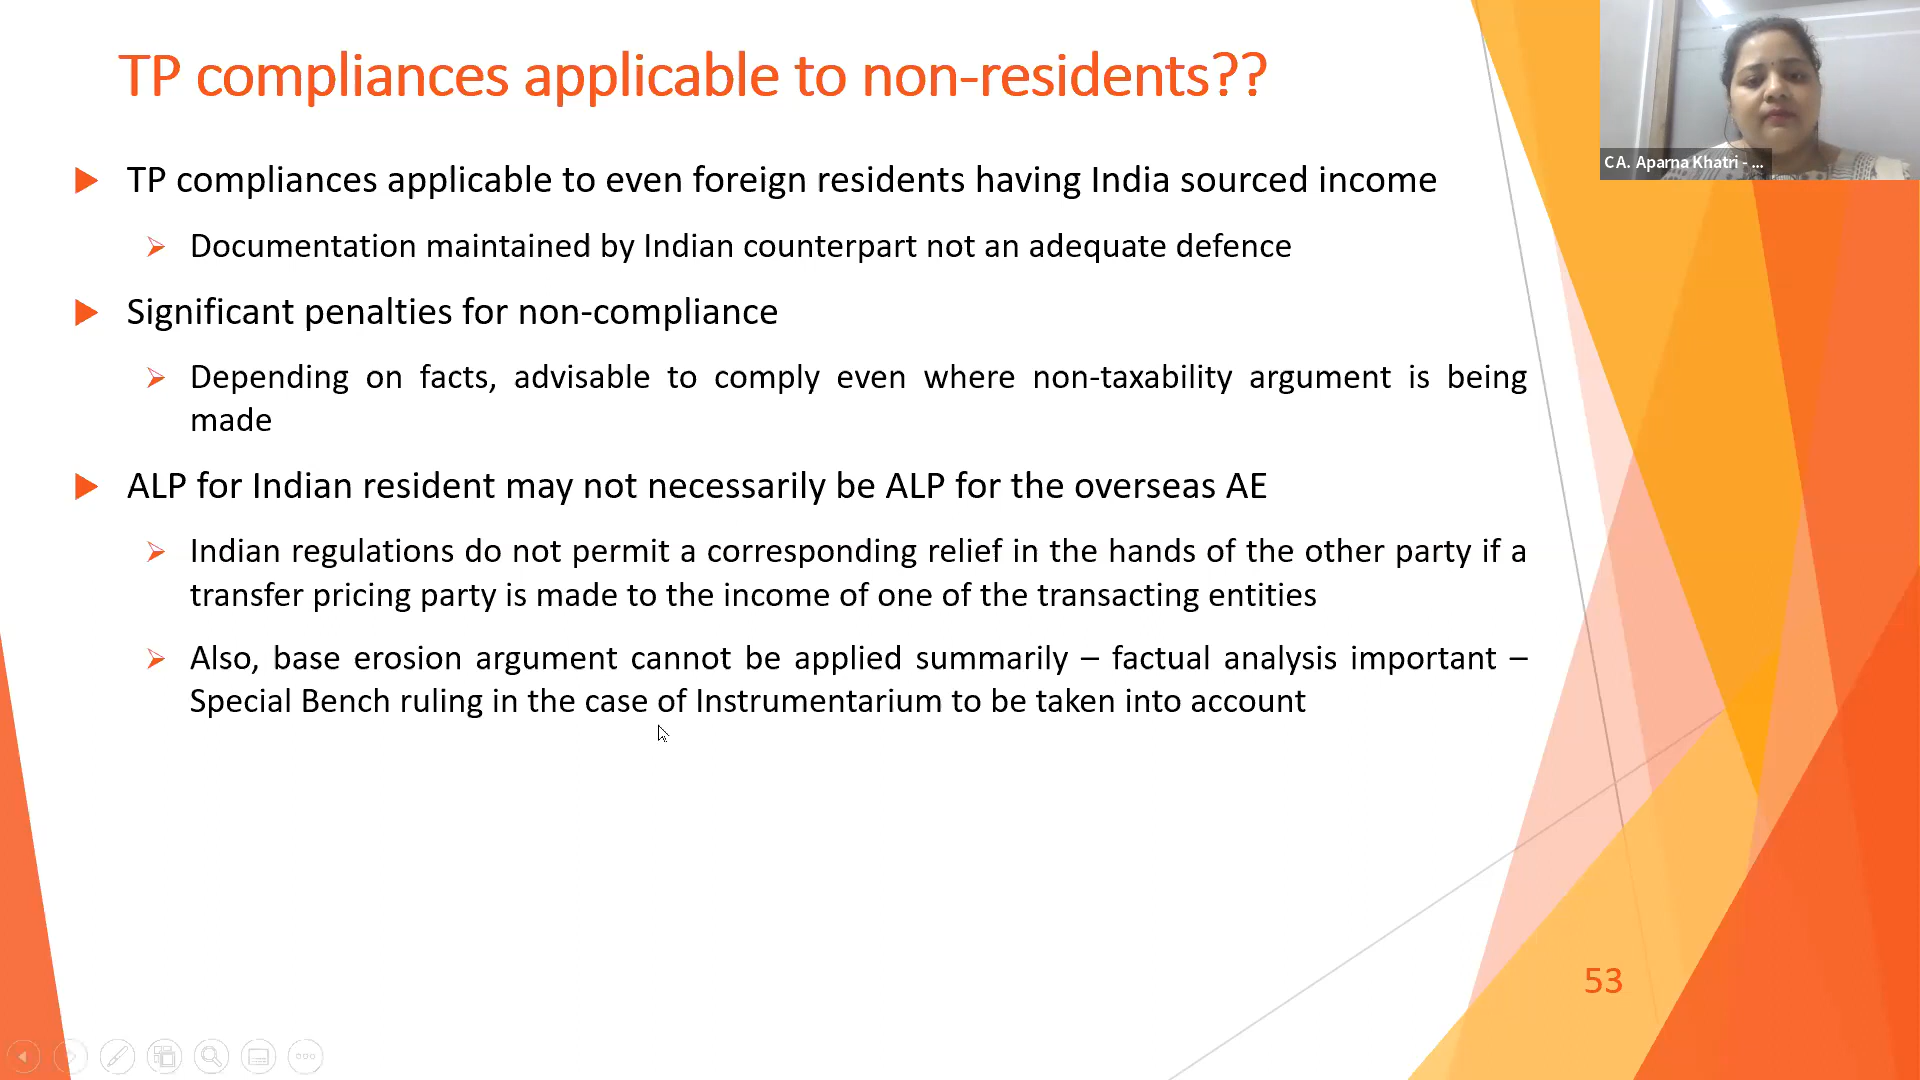 TP compliances applicable to non-residents??
CA. Aparna Khatri - ...
TP compliances applicable to even foreign residents having India sourced income
Documentation maintained by Indian counterpart not an adequate defence
Significant penalties for non-compliance
Depending on facts, advisable to comply even where non-taxability argument is being
made
ALP for Indian resident may not necessarily be ALP for the overseas AE
Indian regulations do not permit a corresponding relief in the hands of the other party if a
transfer pricing party is made to the income of one of the transacting entities
Also, base erosion argument cannot be applied summarily – factual analysis important –
Special Bench ruling in the case of Instrumentarium to be taken into account
53